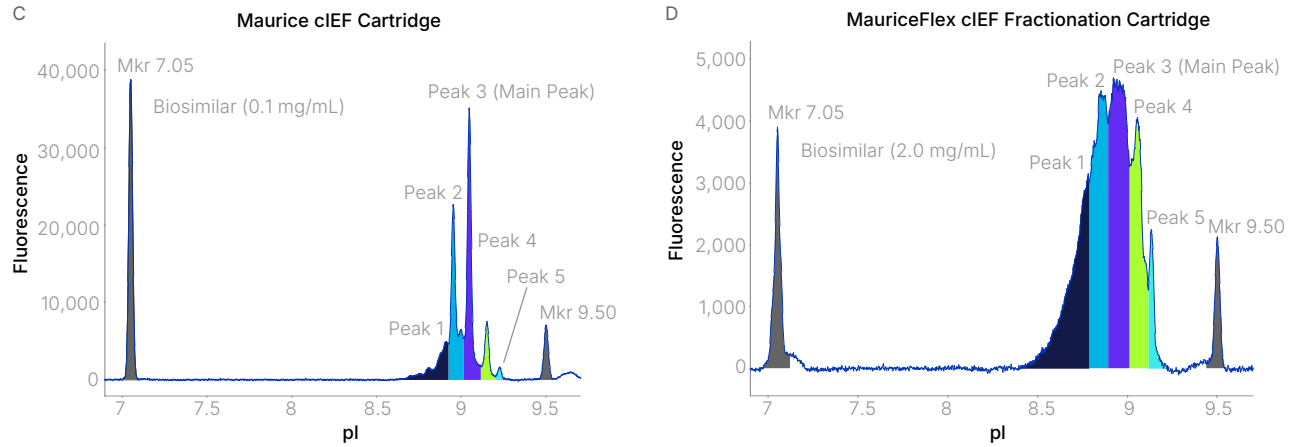 C
Maurice cIEF Cartridge
Mkr 7.05
Biosimilar (0.1 mg/mL)
Peak 3 (Main Peak)
Peak 2
Peak 4
Peak 5
Peak 1
Mkr 9.50
Fluorescence
40,000
30,000
20,000
10,000
0
7
7.5
8
8.5
9
9.5
pI
D
MauriceFlex cIEF Fractionation Cartridge
Mkr 7.05
Biosimilar (2.0 mg/mL)
Peak 3 (Main Peak)
Peak 2
Peak 4
Peak 1
Peak 5
Mkr 9.50
Fluorescence
5,000
4,000
3,000
2,000
1,000
0
7
7.5
8
8.5
9
9.5
pI